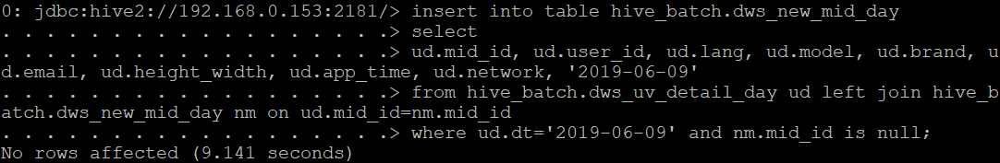 0: jdbc:hive2://192.168.0.153:2181/> insert into table hive_batch.dws_new_mid_day
. . . . . . . . . . . . . . . . . .> select
. . . . . . . . . . . . . . . . . .> ud.mid_id, ud.user_id, ud.lang, ud.model, ud.brand, u
d.email, ud.height_width, ud.app_time, ud.network, '2019-06-09'
. . . . . . . . . . . . . . . . . .> from hive_batch.dws_uv_detail_day ud left join hive_b
atch.dws_new_mid_day nm on ud.mid_id=nm.mid_id
. . . . . . . . . . . . . . . . . .> where ud.dt='2019-06-09' and nm.mid_id is null;
No rows affected (9.141 seconds)